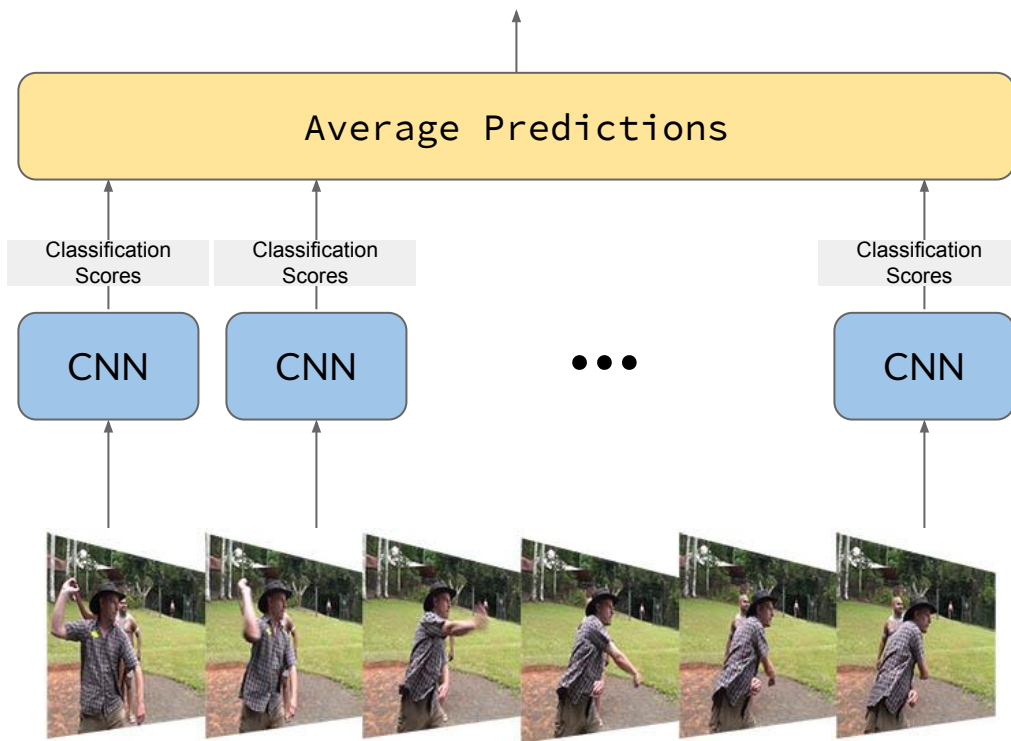 Average Predictions
Classification Classification Classification
Scores Scores Scores
CNN CNN CNN